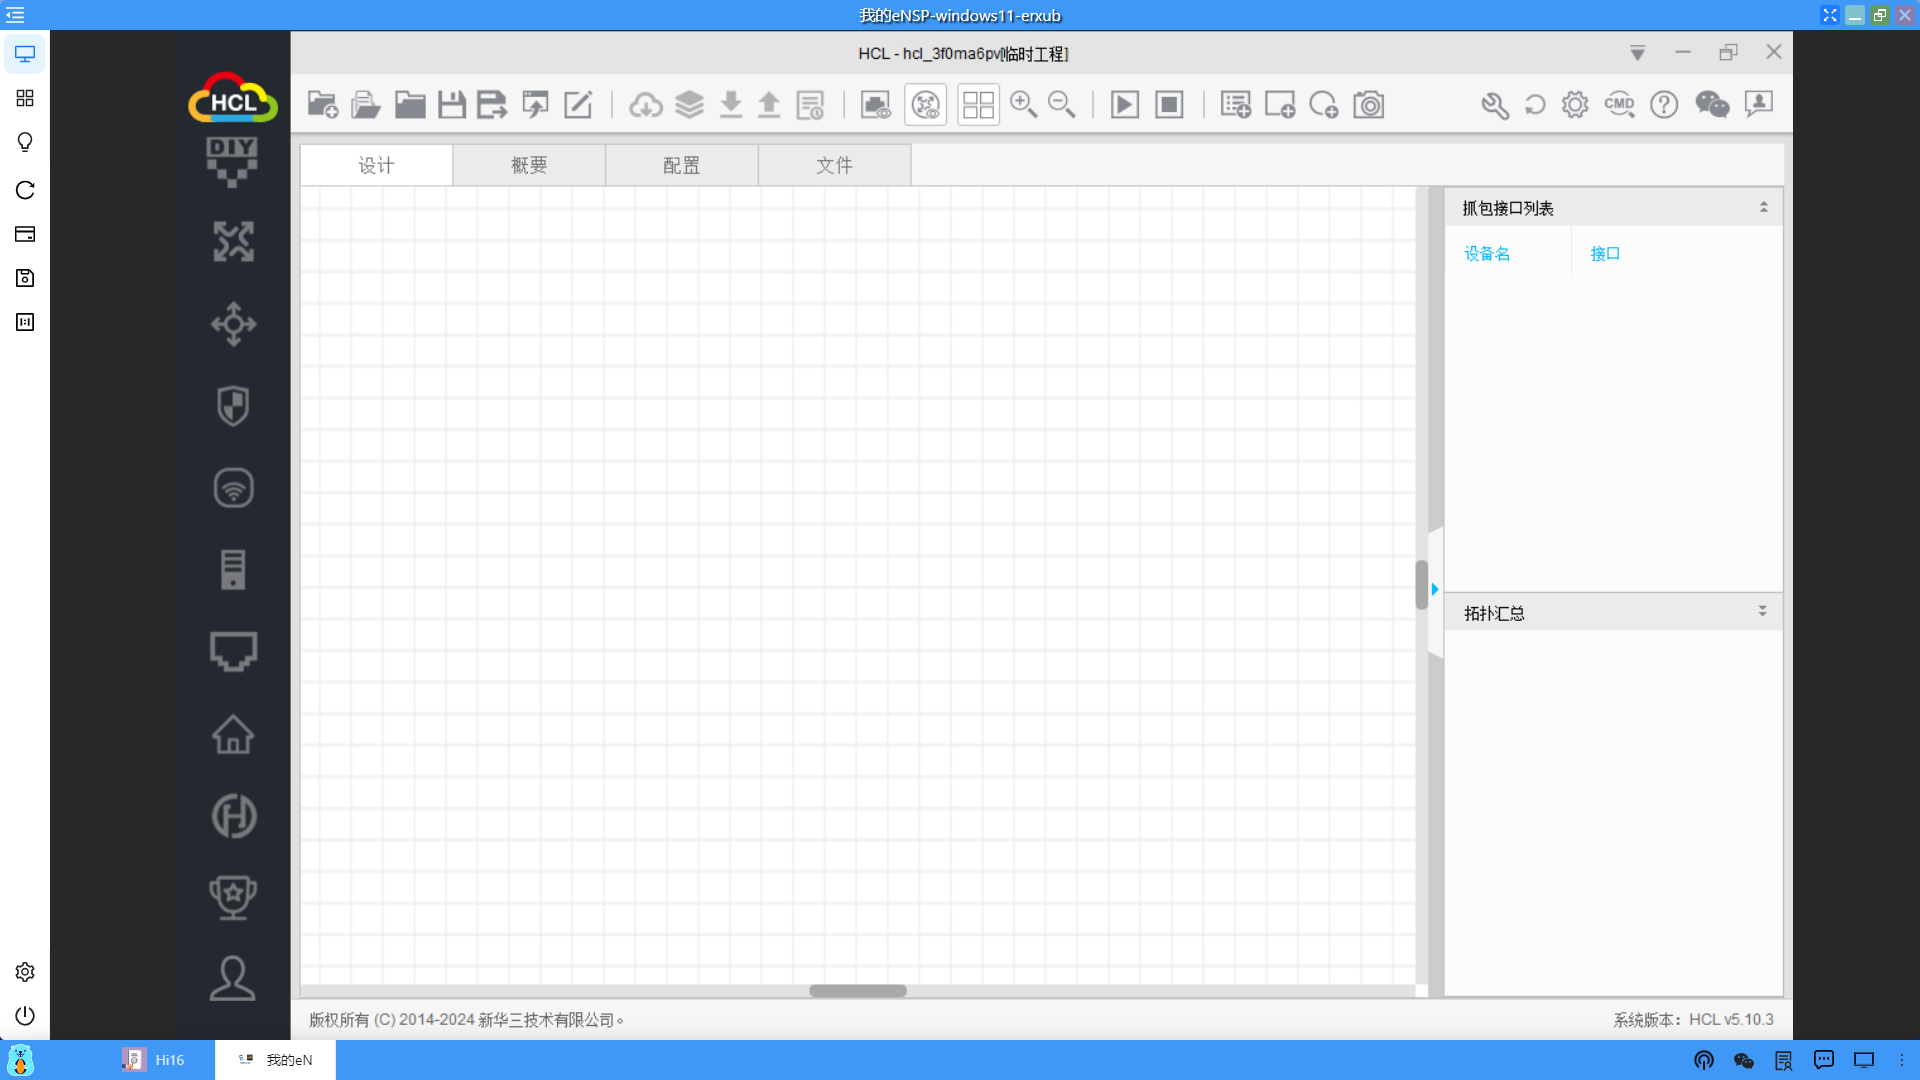 我的eNSP-windows11-erxub
HCL - hcl_3f0ma6pv[临时工程]
HCL
DIY
CMD
设计
概要
配置
文件
抓包接口列表
设备名
接口
拓扑汇总
版权所有 (C) 2014-2024 新华三技术有限公司。
系统版本： HCL v5.10.3
Hi16
我的eN